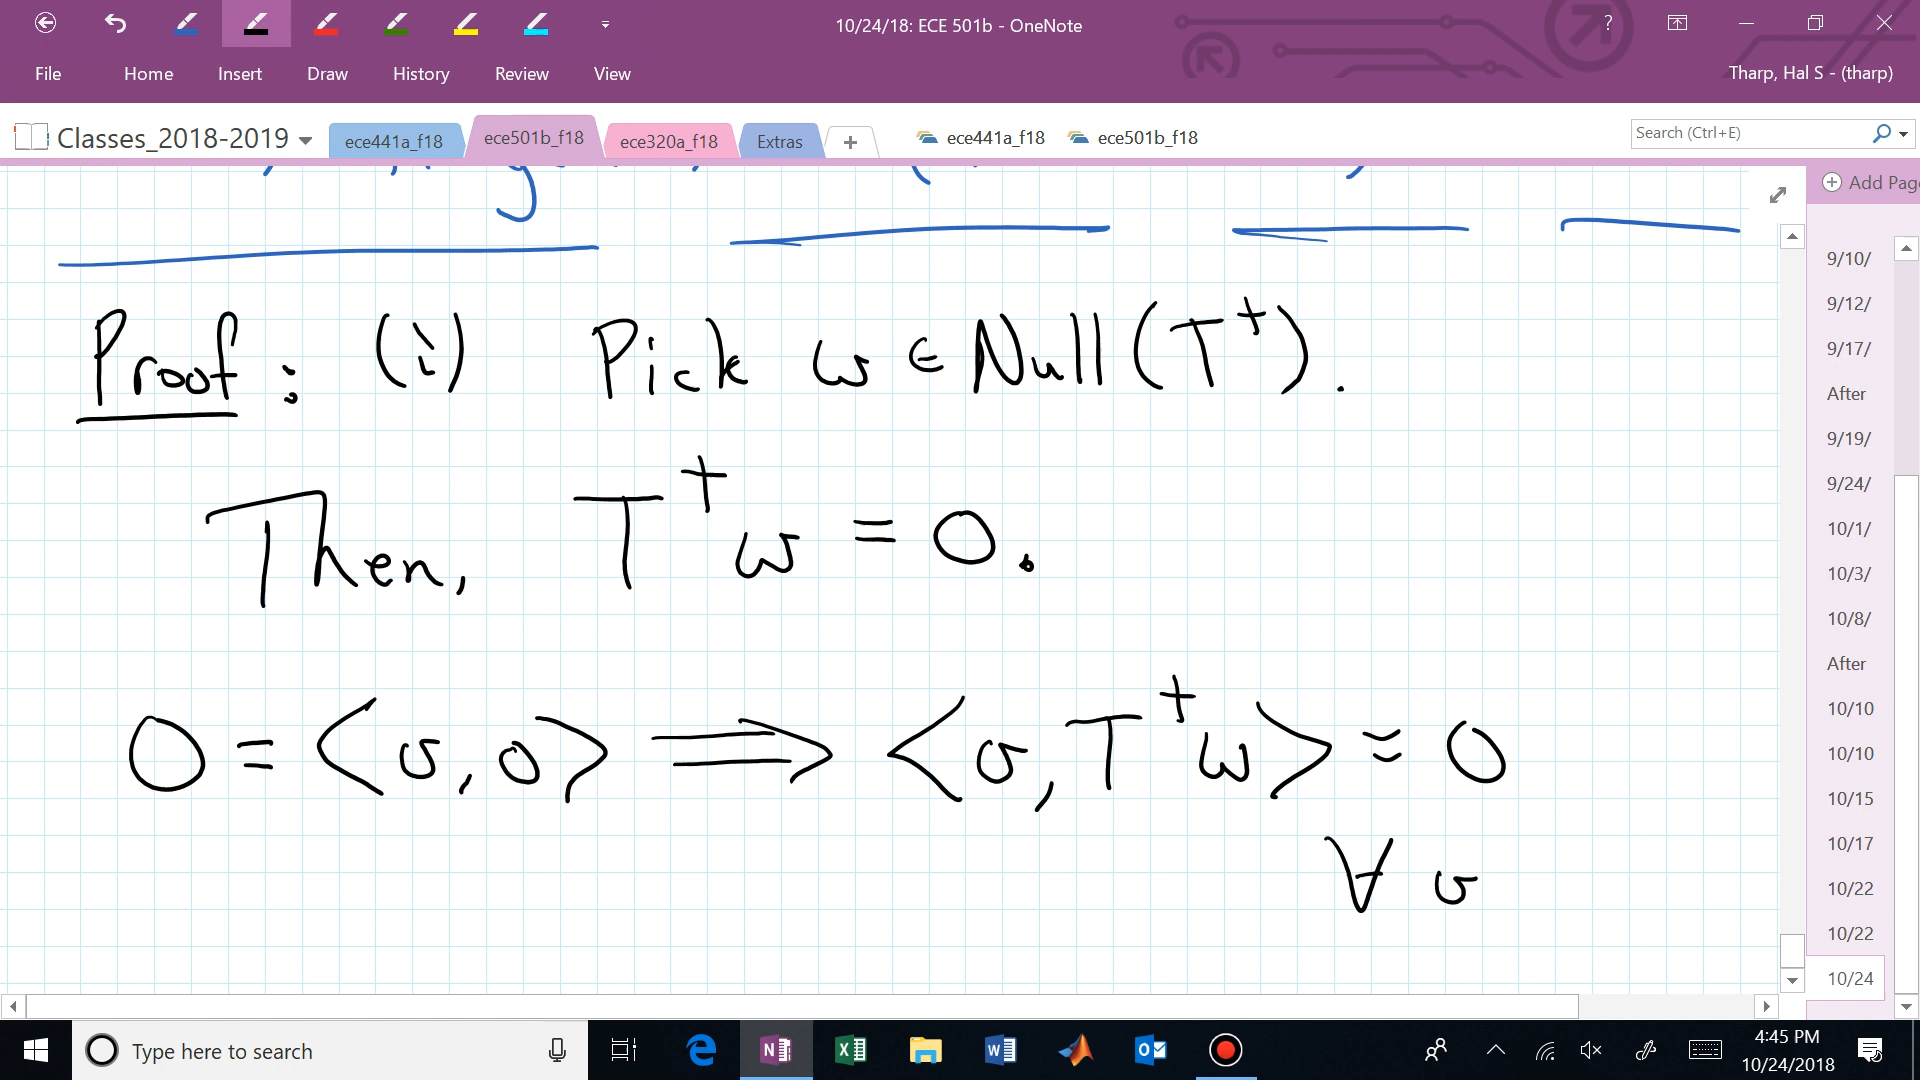 10/24/18: ECE 501b - OneNote
?
File Home Insert Draw History Review View
Tharp, Hal S - (tharp)
Classes_2018-2019 ece441a_f18 ece501b_f18 ece320a_f18 Extras + ece441a_f18 ece501b_f18
Search (Ctrl+E)
Add Pag
Proof: (i) Pick w ∈ Null(T⁺).
Then, T⁺w = 0.
0 = <v, 0> ⟹ <v, T⁺w> = 0
∀ v
9/10/
9/12/
9/17/
After
9/19/
9/24/
10/1/
10/3/
10/8/
After
10/10
10/10
10/15
10/17
10/22
10/22
10/24
Type here to search
4:45 PM
10/24/2018